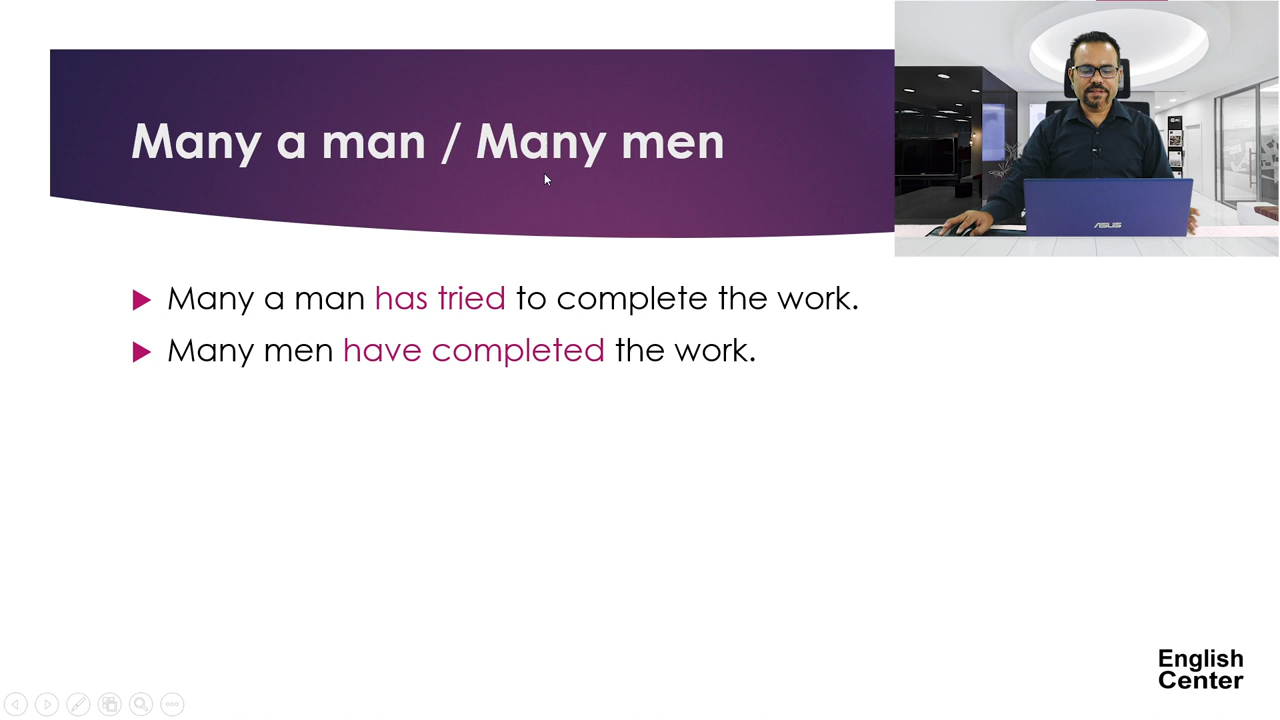 Many a man / Many men
Many a man has tried to complete the work.
Many men have completed the work.
ASUS
English
Center